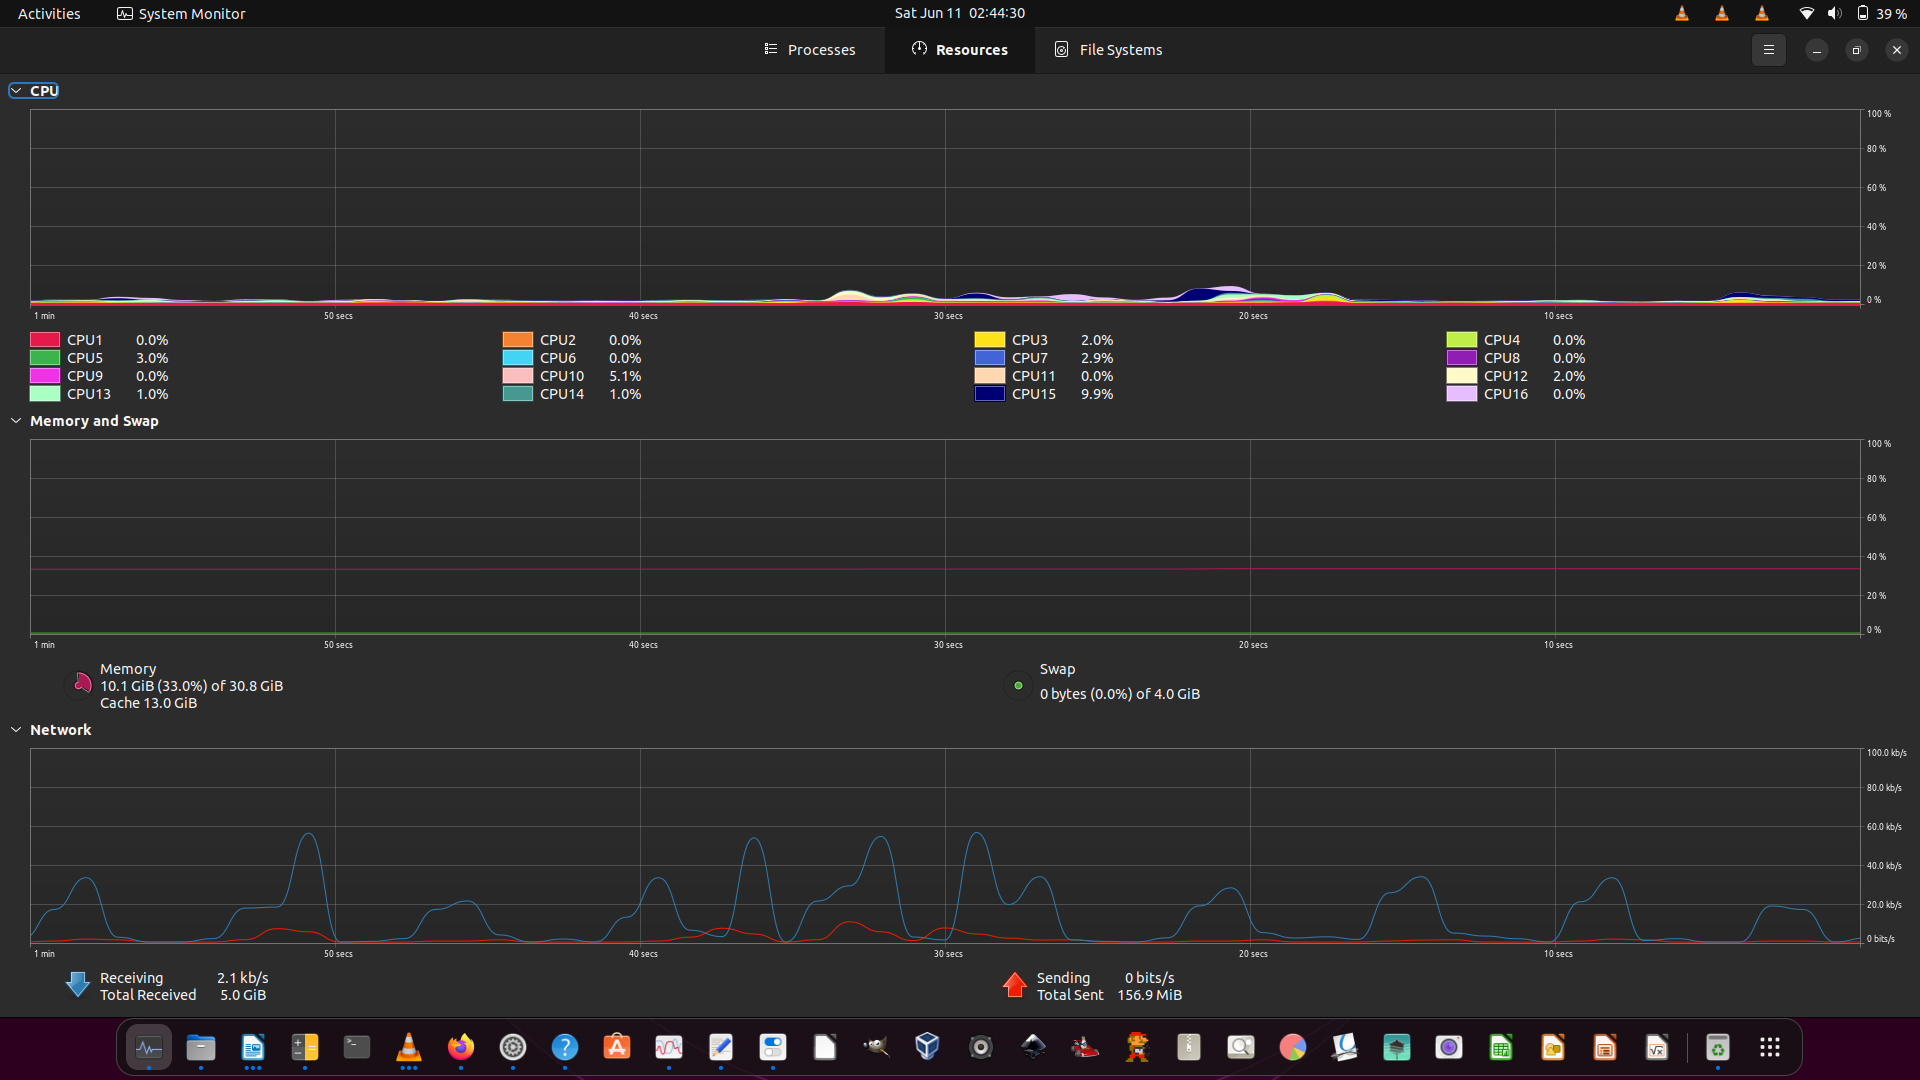 Activities System Monitor Sat Jun 11 02:44:30 39 %
Processes Resources File Systems
CPU
100 %
80 %
60 %
40 %
20 %
0 %
1 min 50 secs 40 secs 30 secs 20 secs 10 secs
CPU1 0.0% CPU2 0.0% CPU3 2.0% CPU4 0.0%
CPU5 3.0% CPU6 0.0% CPU7 2.9% CPU8 0.0%
CPU9 0.0% CPU10 5.1% CPU11 0.0% CPU12 2.0%
CPU13 1.0% CPU14 1.0% CPU15 9.9% CPU16 0.0%
Memory and Swap
100 %
80 %
60 %
40 %
20 %
0 %
1 min 50 secs 40 secs 30 secs 20 secs 10 secs
Memory Swap
10.1 GiB (33.0%) of 30.8 GiB 0 bytes (0.0%) of 4.0 GiB
Cache 13.0 GiB
Network
100.0 kb/s
80.0 kb/s
60.0 kb/s
40.0 kb/s
20.0 kb/s
0 bits/s
1 min 50 secs 40 secs 30 secs 20 secs 10 secs
Receiving 2.1 kb/s Sending 0 bits/s
Total Received 5.0 GiB Total Sent 156.9 MiB